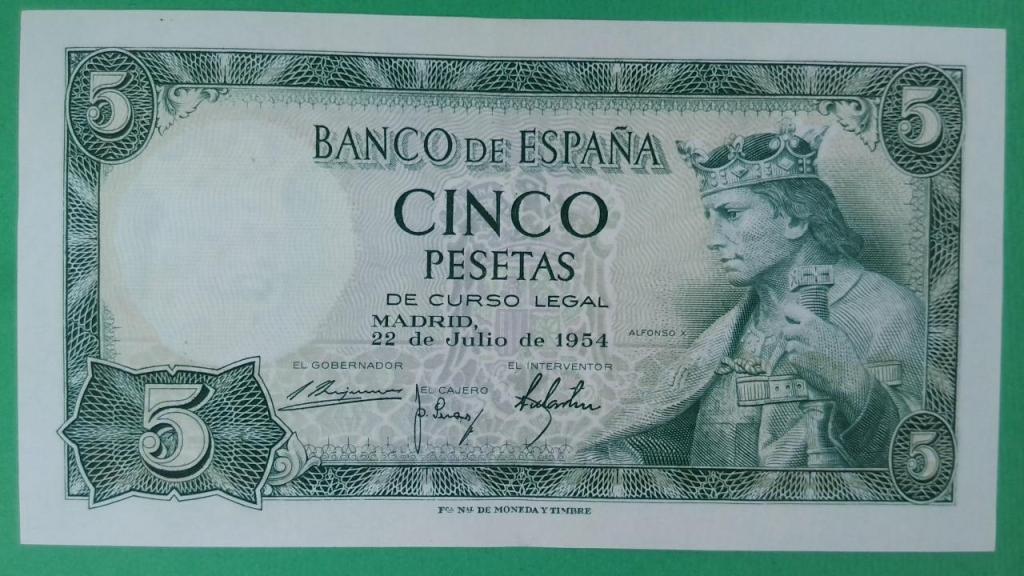 5 5
BANCO DE ESPAÑA
CINCO
PESETAS
DE CURSO LEGAL
MADRID,
22 de Julio de 1954
ALFONSO X
EL GOBERNADOR EL INTERVENTOR
EL CAJERO
5 5
Fca. Nal. DE MONEDA Y TIMBRE